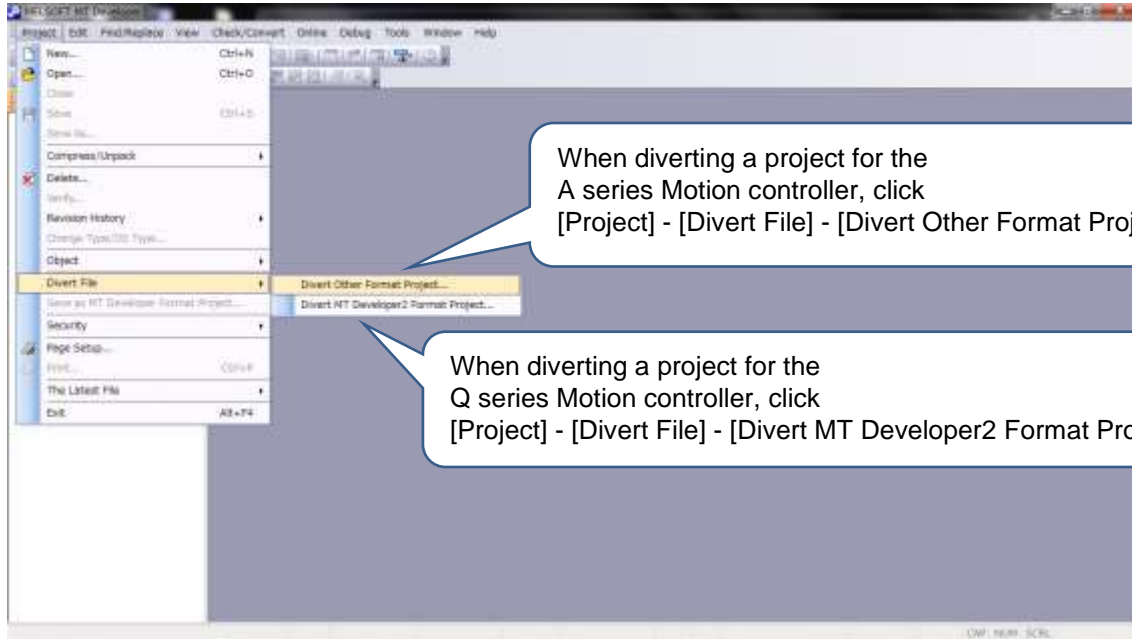 MELSOFT MT Developer2
Project Edit Find/Replace View Check/Convert Online Debug Tools Window Help
New... Ctrl+N
Open... Ctrl+O
Close
Save Ctrl+S
Save As...
Compress/Unpack
Delete...
Verify...
Revision History
Change Type/OS Type...
Object
Divert File
Divert Other Format Project...
Save as MT Developer Format Project...
Divert MT Developer2 Format Project...
Security
Page Setup...
Print... Ctrl+P
The Latest File
Exit Alt+F4
When diverting a project for the
A series Motion controller, click
[Project] - [Divert File] - [Divert Other Format Proj
When diverting a project for the
Q series Motion controller, click
[Project] - [Divert File] - [Divert MT Developer2 Format Pro
CAP NUM SCRL